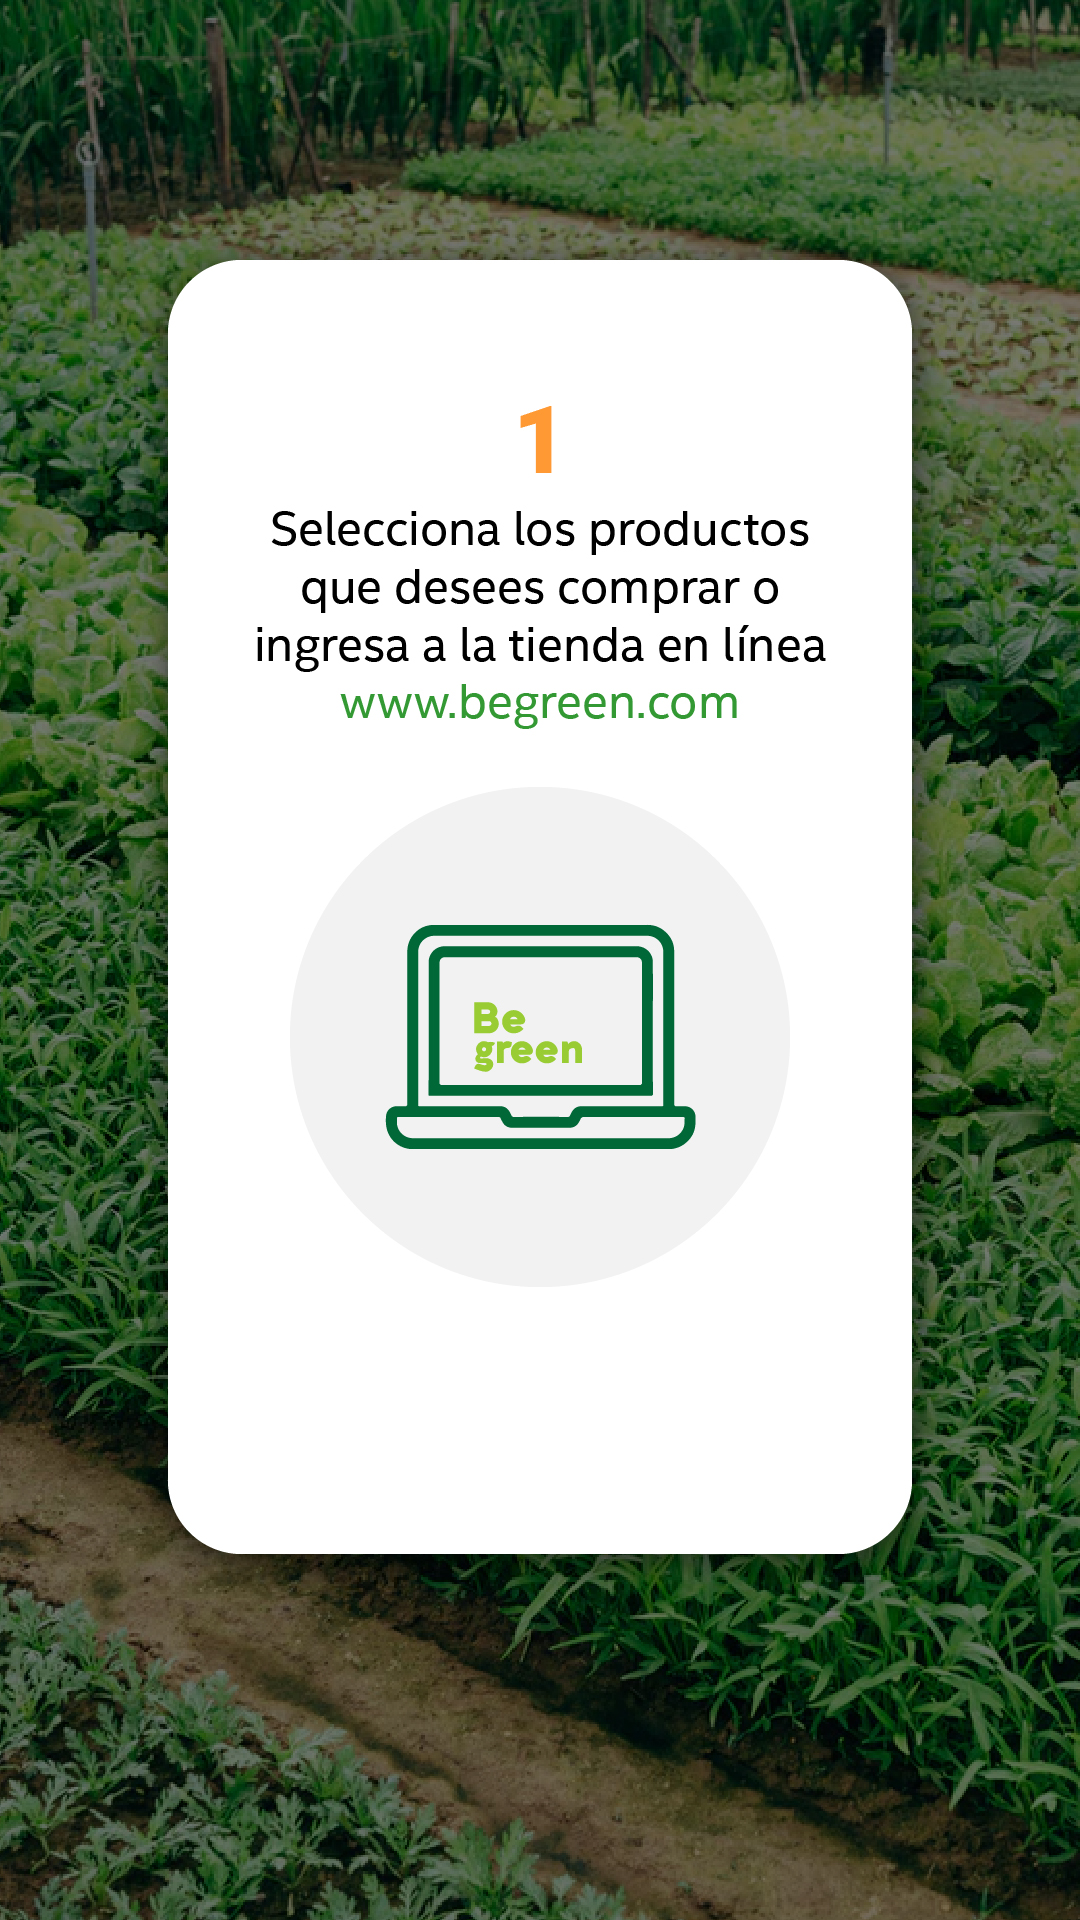 1
Selecciona los productos
que desees comprar o
ingresa a la tienda en línea
www.begreen.com
Be
green